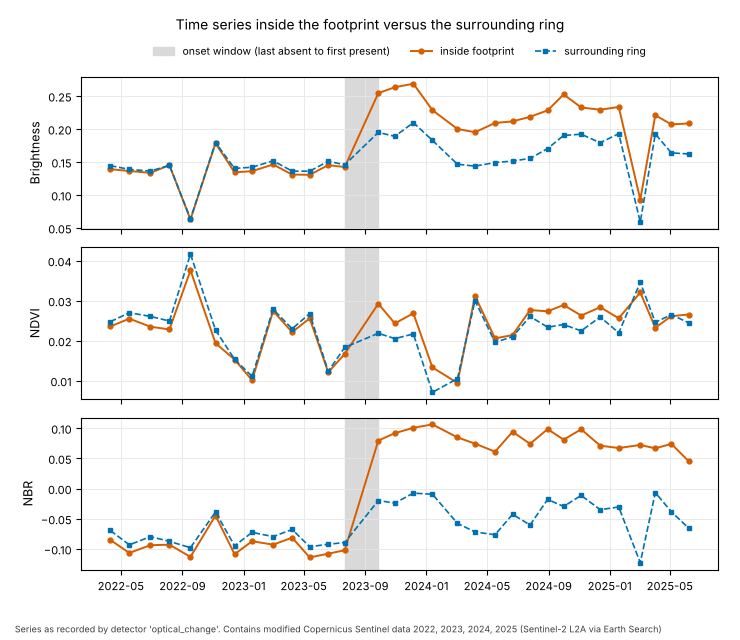 Time series inside the footprint versus the surrounding ring
onset window (last absent to first present) inside footprint surrounding ring
Brightness
0.25
0.20
0.15
0.10
0.05
NDVI
0.04
0.03
0.02
0.01
NBR
0.10
0.05
0.00
−0.05
−0.10
2022-05 2022-09 2023-01 2023-05 2023-09 2024-01 2024-05 2024-09 2025-01 2025-05
Series as recorded by detector 'optical_change'. Contains modified Copernicus Sentinel data 2022, 2023, 2024, 2025 (Sentinel-2 L2A via Earth Search)